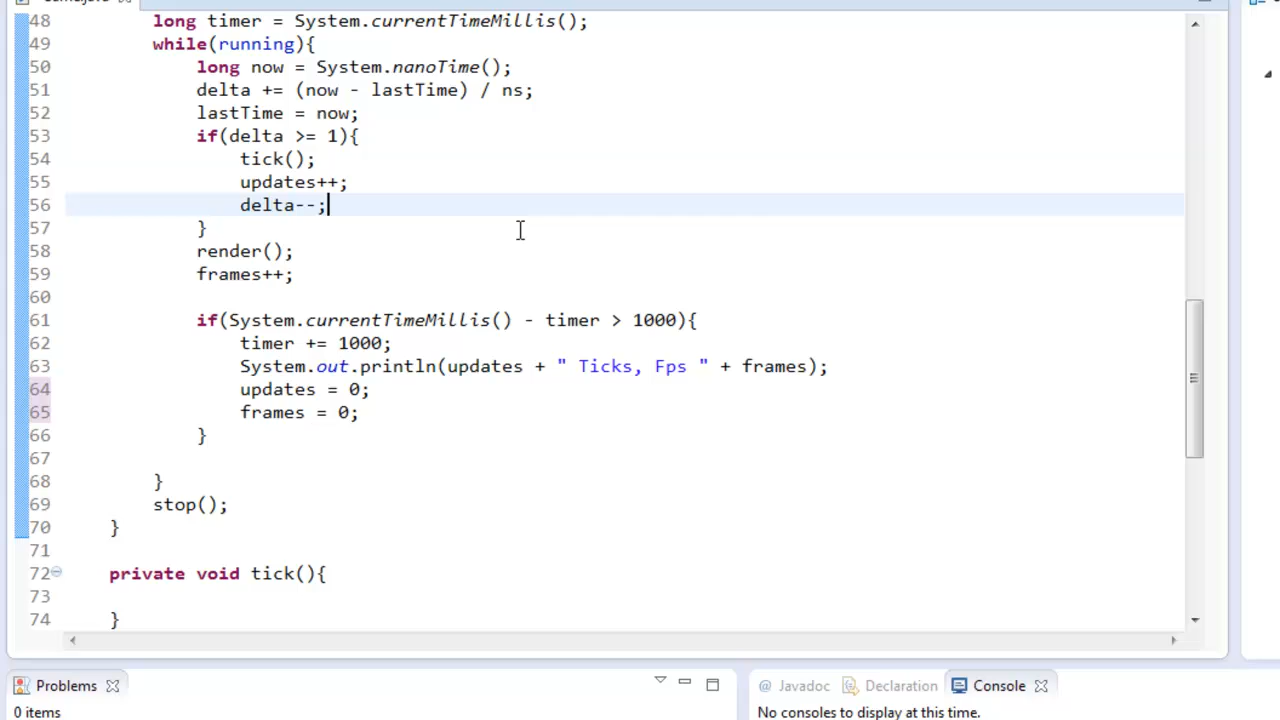 48 long timer = System.currentTimeMillis();
49 while(running){
50 long now = System.nanoTime();
51 delta += (now - lastTime) / ns;
52 lastTime = now;
53 if(delta >= 1){
54 tick();
55 updates++;
56 delta--;
57 }
58 render();
59 frames++;
60
61 if(System.currentTimeMillis() - timer > 1000){
62 timer += 1000;
63 System.out.println(updates + " Ticks, Fps " + frames);
64 updates = 0;
65 frames = 0;
66 }
67
68 }
69 stop();
70 }
71
72 private void tick(){
73
74 }
Problems
0 items
@ Javadoc Declaration Console
No consoles to display at this time.